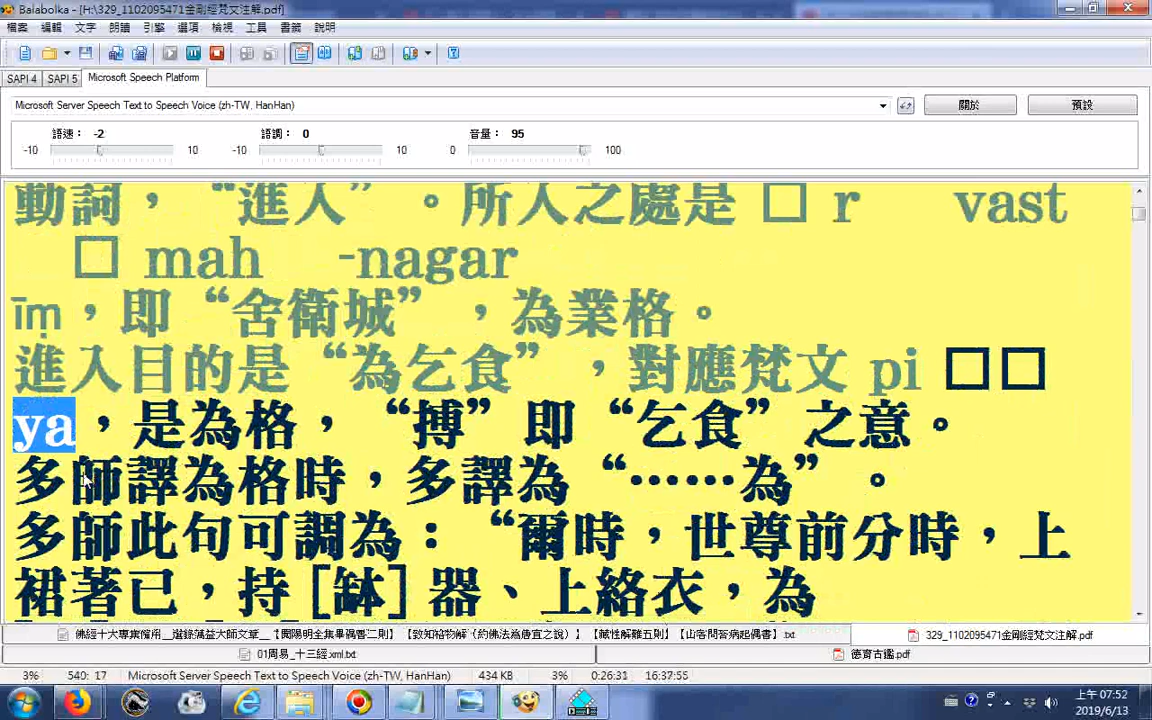 Balabolka - [H:\329_1102095471金剛經梵文注解.pdf]
檔案 編輯 文字 朗讀 引擎 選項 檢視 工具 書籤 說明
SAPI 4 SAPI 5 Microsoft Speech Platform
Microsoft Server Speech Text to Speech Voice (zh-TW, HanHan) 關於 預設
語速： -2 語調： 0 音量： 95
-10 10 -10 10 0 100
動詞，“進入”。所入之處是 □ r vast
□ mah -nagar
īṃ，即“舍衛城”，為業格。
進入目的是“為乞食”，對應梵文 pi □□
ya，是為格，“搏”即“乞食”之意。
多師譯為格時，多譯為“……為”。
多師此句可調為：“爾時，世尊前分時，上
裙著已，持［缽］器、上絡衣，為
329_1102095471金剛經梵文注解.pdf
01周易_十三經.xml.txt 德育古鑑.pdf
3% 540: 17 Microsoft Server Speech Text to Speech Voice (zh-TW, HanHan) 434 KB 3% 0:26:31 16:37:55
上午 07:52
2019/6/13